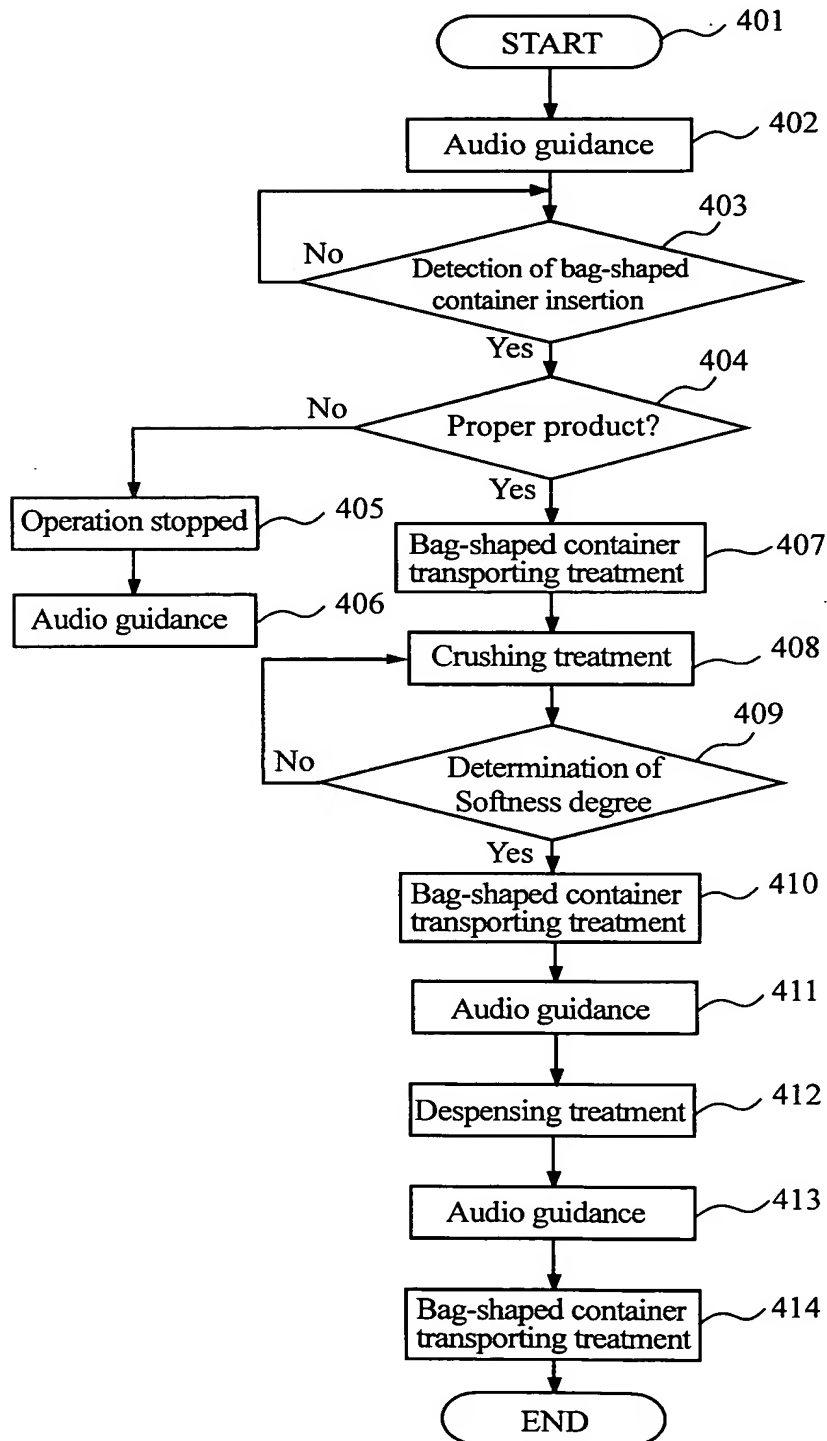 START
401
Audio guidance
402
403
No
Detection of bag-shaped
container insertion
Yes
404
No
Proper product?
Yes
Operation stopped
405
Audio guidance
406
Bag-shaped container
transporting treatment
407
Crushing treatment
408
409
No
Determination of
Softness degree
Yes
Bag-shaped container
transporting treatment
410
Audio guidance
411
Despensing treatment
412
Audio guidance
413
Bag-shaped container
transporting treatment
414
END